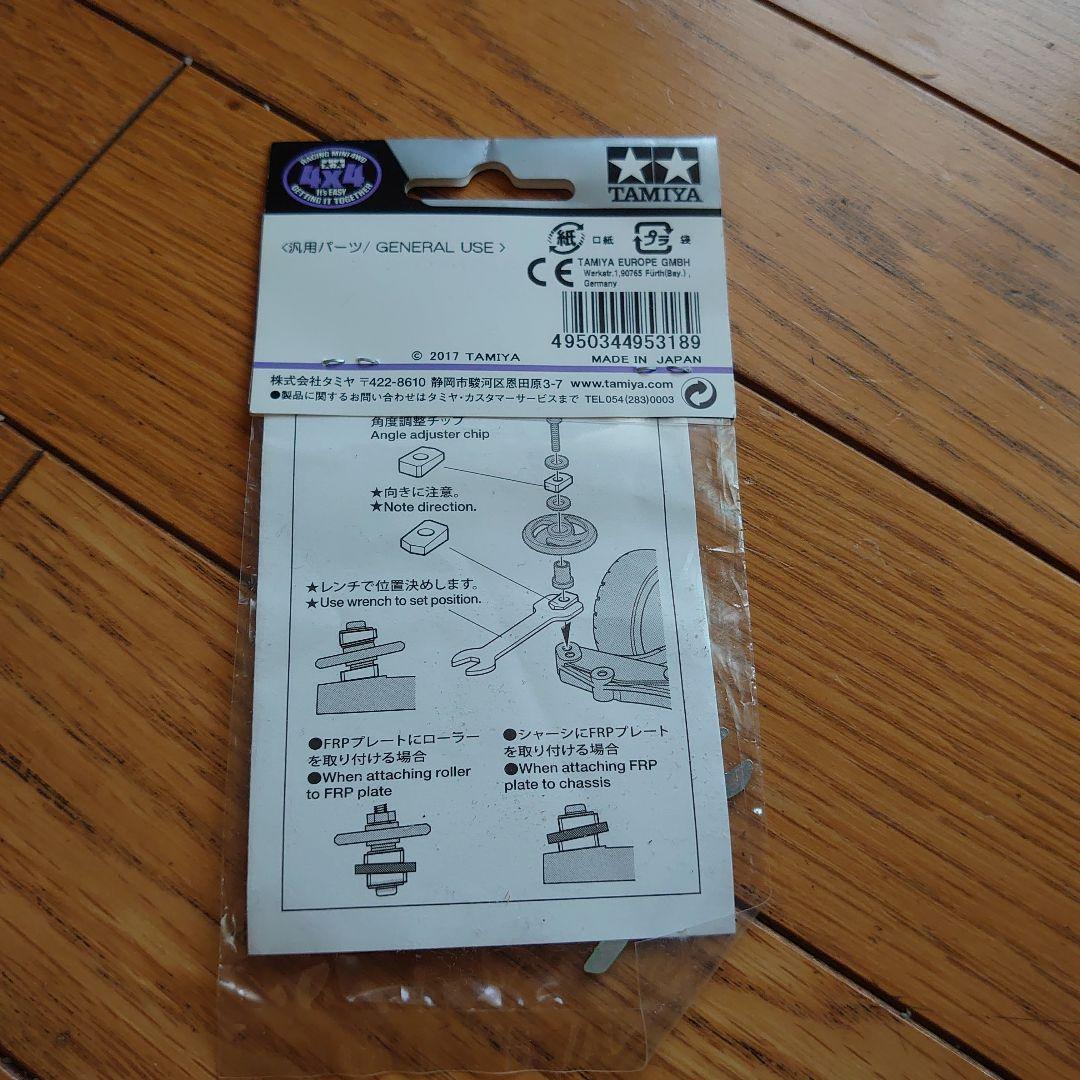 RACING MINI 4WD
4x4
It's EASY
GETTING IT TOGETHER
TAMIYA
<汎用パーツ/ GENERAL USE>
紙 口紙 プラ 袋
CE TAMIYA EUROPE GMBH
Werkstr.1,90765 Fürth(Bay.),
Germany
4950344953189
© 2017 TAMIYA MADE IN JAPAN
株式会社タミヤ 〒422-8610 静岡市駿河区恩田原3-7 www.tamiya.com
●製品に関するお問い合わせはタミヤ・カスタマーサービスまで TEL054(283)0003
角度調整チップ
Angle adjuster chip
★向きに注意。
★Note direction.
★レンチで位置決めします。
★Use wrench to set position.
●FRPプレートにローラー
を取り付ける場合
●When attaching roller
to FRP plate
●シャーシにFRPプレート
を取り付ける場合
●When attaching FRP
plate to chassis